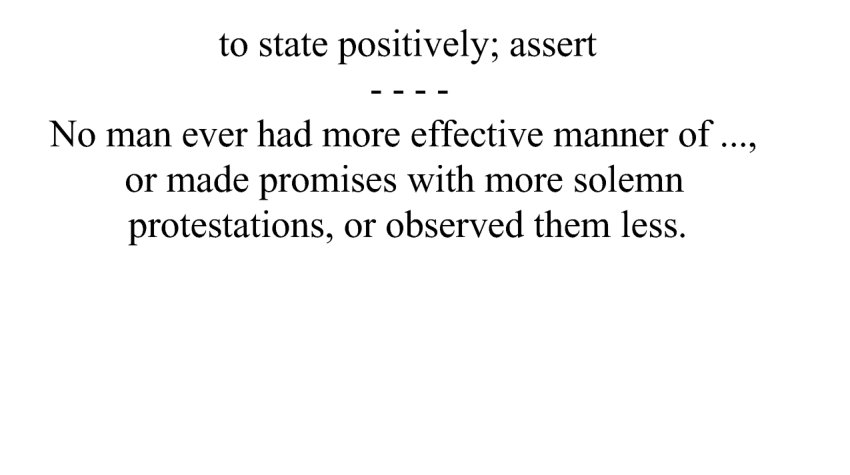 to state positively; assert
- - - -
No man ever had more effective manner of ...,
or made promises with more solemn
protestations, or observed them less.